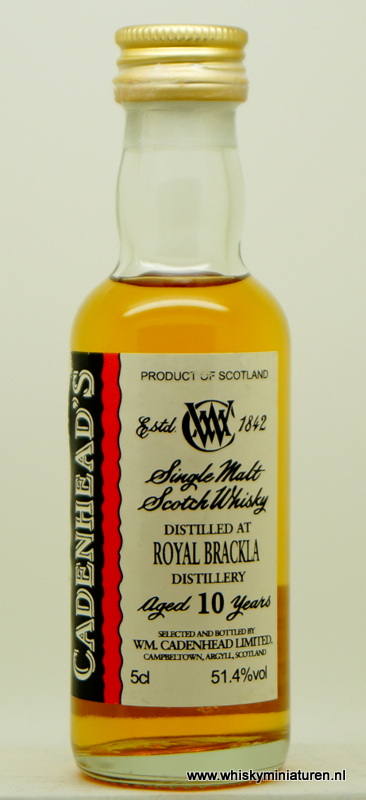 CADENHEAD'S
PRODUCT OF SCOTLAND
Estd 1842
Single Malt
Scotch Whisky
DISTILLED AT
ROYAL BRACKLA
DISTILLERY
Aged 10 Years
SELECTED AND BOTTLED BY
WM. CADENHEAD LIMITED.
CAMPBELTOWN, ARGYLL, SCOTLAND
5cl 51.4%vol
www.whiskyminiaturen.nl